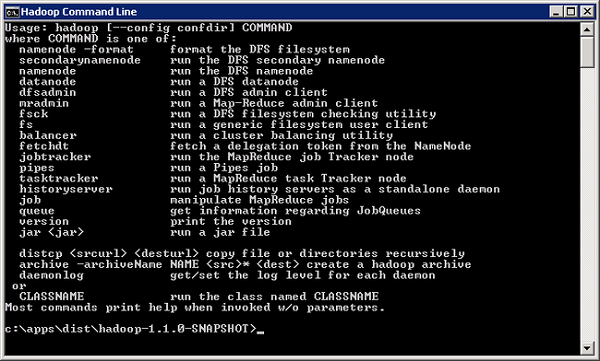 Hadoop Command Line
Usage: hadoop [--config confdir] COMMAND
where COMMAND is one of:
namenode -format format the DFS filesystem
secondarynamenode run the DFS secondary namenode
namenode run the DFS namenode
datanode run a DFS datanode
dfsadmin run a DFS admin client
mradmin run a Map-Reduce admin client
fsck run a DFS filesystem checking utility
fs run a generic filesystem user client
balancer run a cluster balancing utility
fetchdt fetch a delegation token from the NameNode
jobtracker run the MapReduce job Tracker node
pipes run a Pipes job
tasktracker run a MapReduce task Tracker node
historyserver run job history servers as a standalone daemon
job manipulate MapReduce jobs
queue get information regarding JobQueues
version print the version
jar <jar> run a jar file
distcp <srcurl> <desturl> copy file or directories recursively
archive -archiveName NAME <src>* <dest> create a hadoop archive
daemonlog get/set the log level for each daemon
or
CLASSNAME run the class named CLASSNAME
Most commands print help when invoked w/o parameters.
c:\apps\dist\hadoop-1.1.0-SNAPSHOT>_